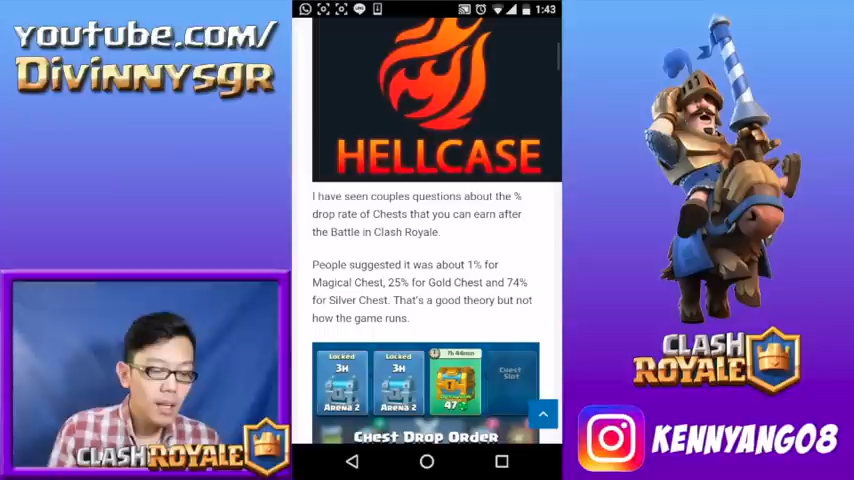 youtube.com/
Divinnysgr
1:43
HELLCASE
I have seen couples questions about the %
drop rate of Chests that you can earn after
the Battle in Clash Royale.
People suggested it was about 1% for
Magical Chest, 25% for Gold Chest and 74%
for Silver Chest. That's a good theory but not
how the game runs.
Locked
3H
Arena 2
Locked
3H
Arena 2
7h 44min
47
Chest
Slot
Chest Drop Order
CLASH ROYALE
CLASH
ROYALE
KENNYANG08